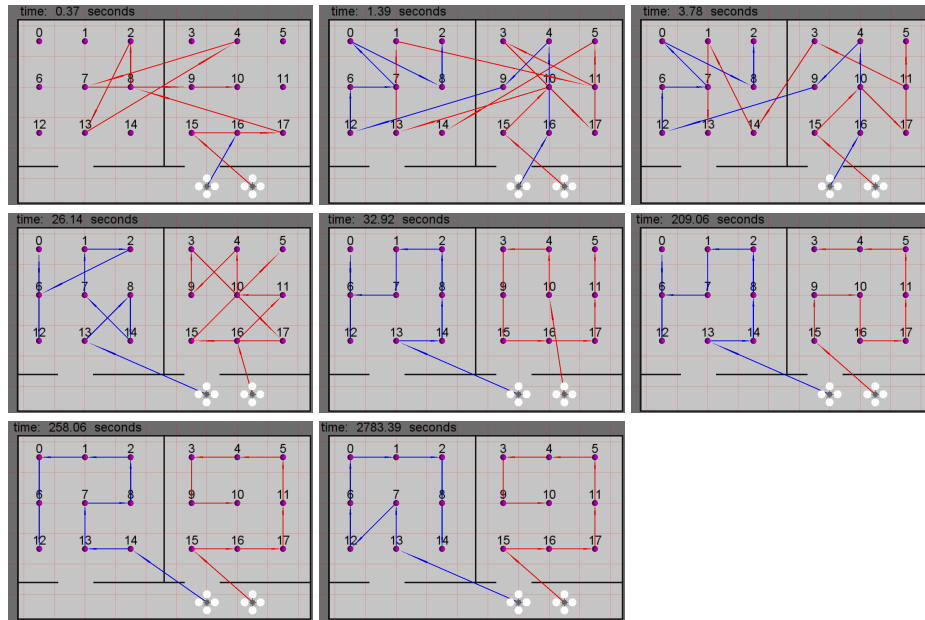 time: 0.37 seconds
0 1 2 3 4 5
6 7 8 9 10 11
12 13 14 15 16 17
time: 1.39 seconds
0 1 2 3 4 5
6 7 8 9 10 11
12 13 14 15 16 17
time: 3.78 seconds
0 1 2 3 4 5
6 7 8 9 10 11
12 13 14 15 16 17
time: 26.14 seconds
0 1 2 3 4 5
6 7 8 9 10 11
12 13 14 15 16 17
time: 32.92 seconds
0 1 2 3 4 5
6 7 8 9 10 11
12 13 14 15 16 17
time: 209.06 seconds
0 1 2 3 4 5
6 7 8 9 10 11
12 13 14 15 16 17
time: 258.06 seconds
0 1 2 3 4 5
6 7 8 9 10 11
12 13 14 15 16 17
time: 2783.39 seconds
0 1 2 3 4 5
6 7 8 9 10 11
12 13 14 15 16 17